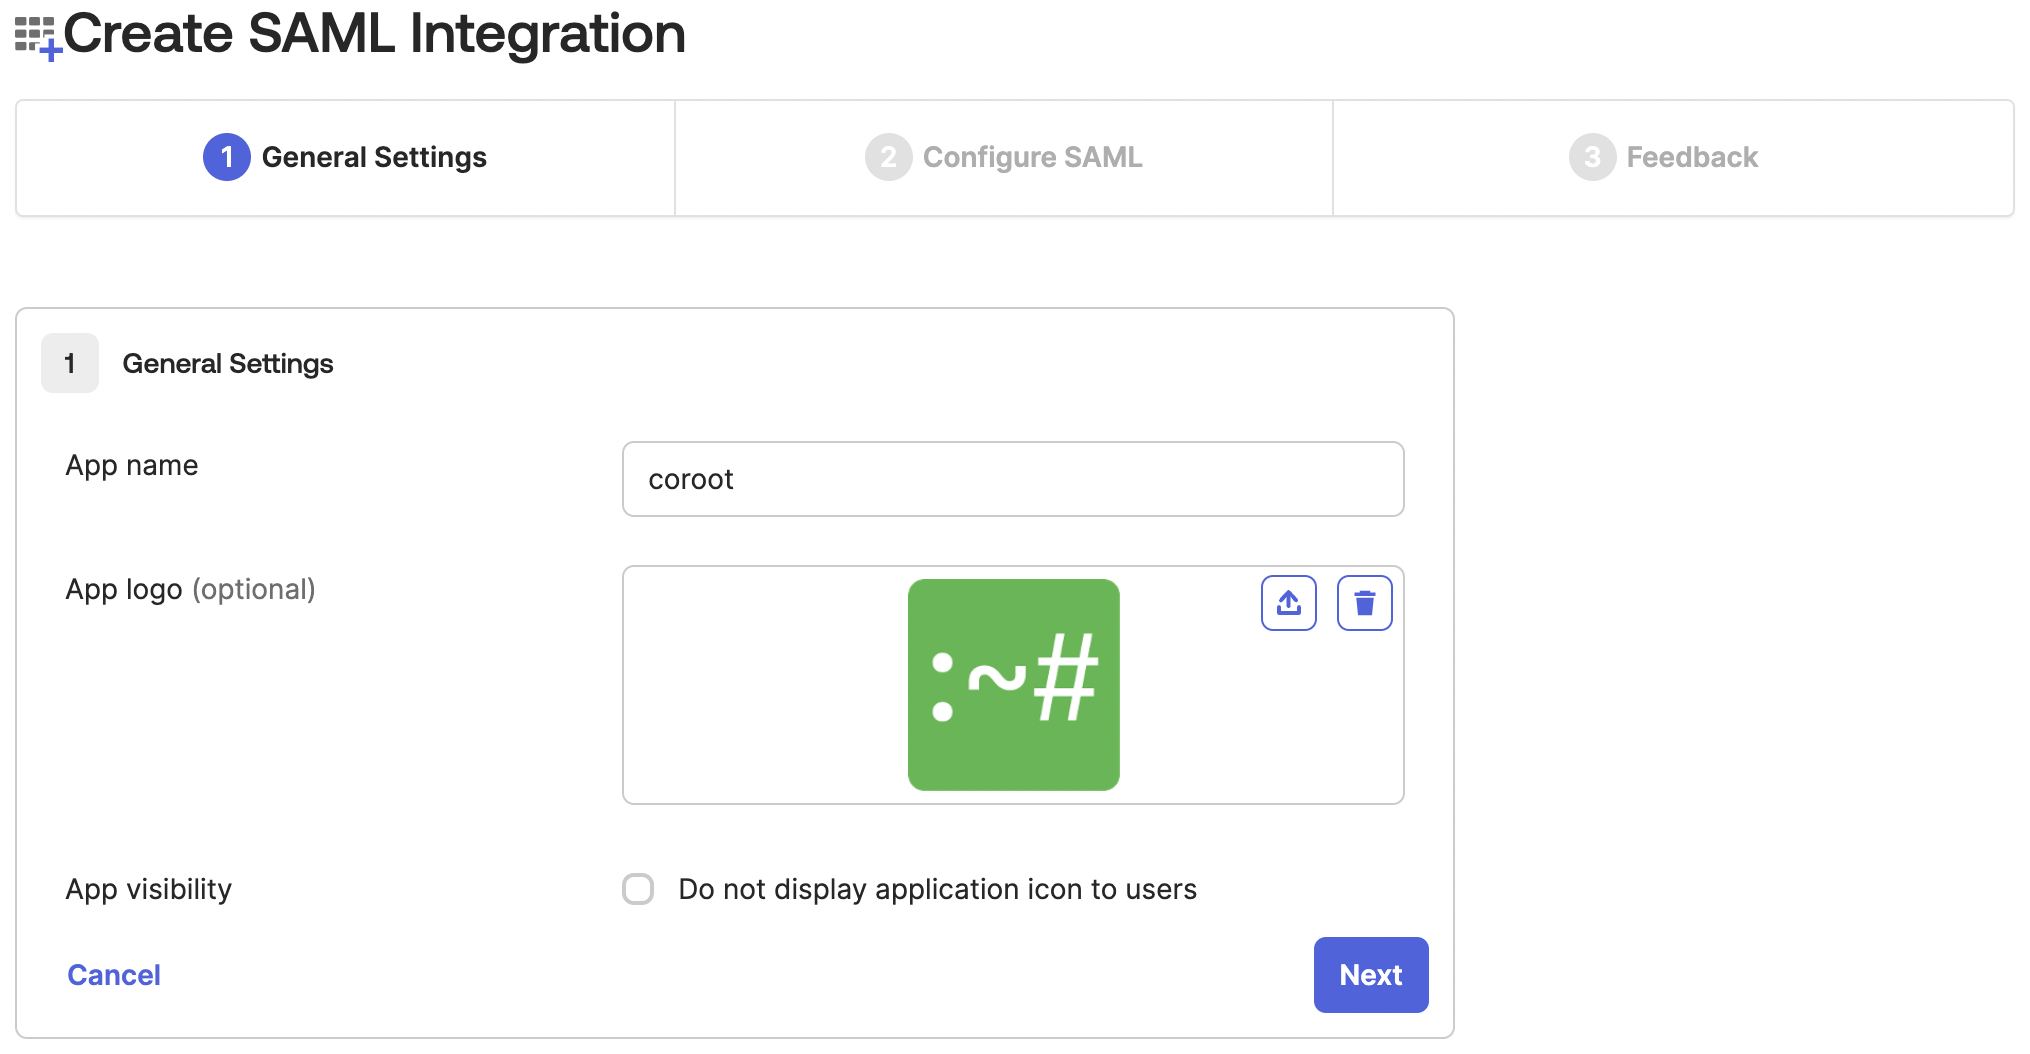 Create SAML Integration
1 General Settings
2 Configure SAML
3 Feedback
1 General Settings
App name
coroot
App logo (optional)
:~#
App visibility
Do not display application icon to users
Cancel
Next